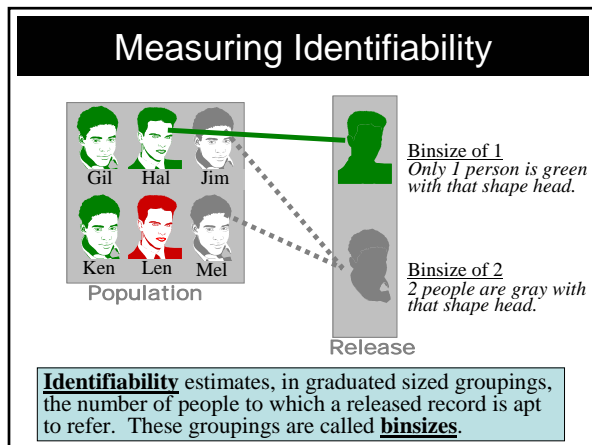 Measuring Identifiability
Gil Hal Jim
Ken Len Mel
Population
Release
Binsize of 1
Only 1 person is green
with that shape head.
Binsize of 2
2 people are gray with
that shape head.
Identifiability estimates, in graduated sized groupings,
the number of people to which a released record is apt
to refer. These groupings are called binsizes.